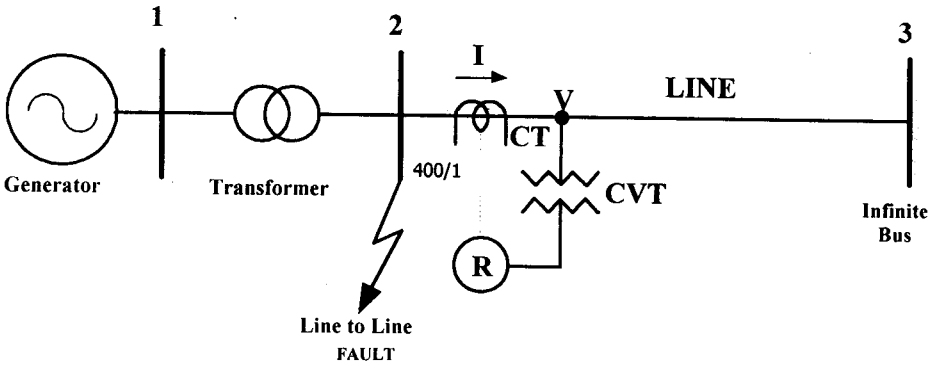 1
2
3
I
V
LINE
CT
Generator
Transformer
400/1
CVT
Infinite
Bus
R
Line to Line
FAULT